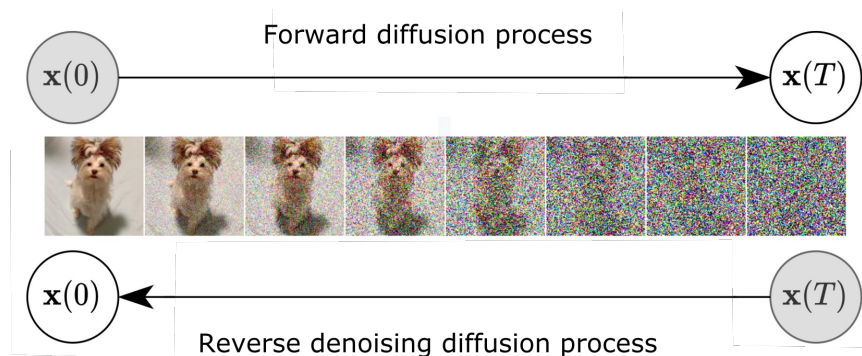 Forward diffusion process
x(0) x(T)
x(0) x(T)
Reverse denoising diffusion process